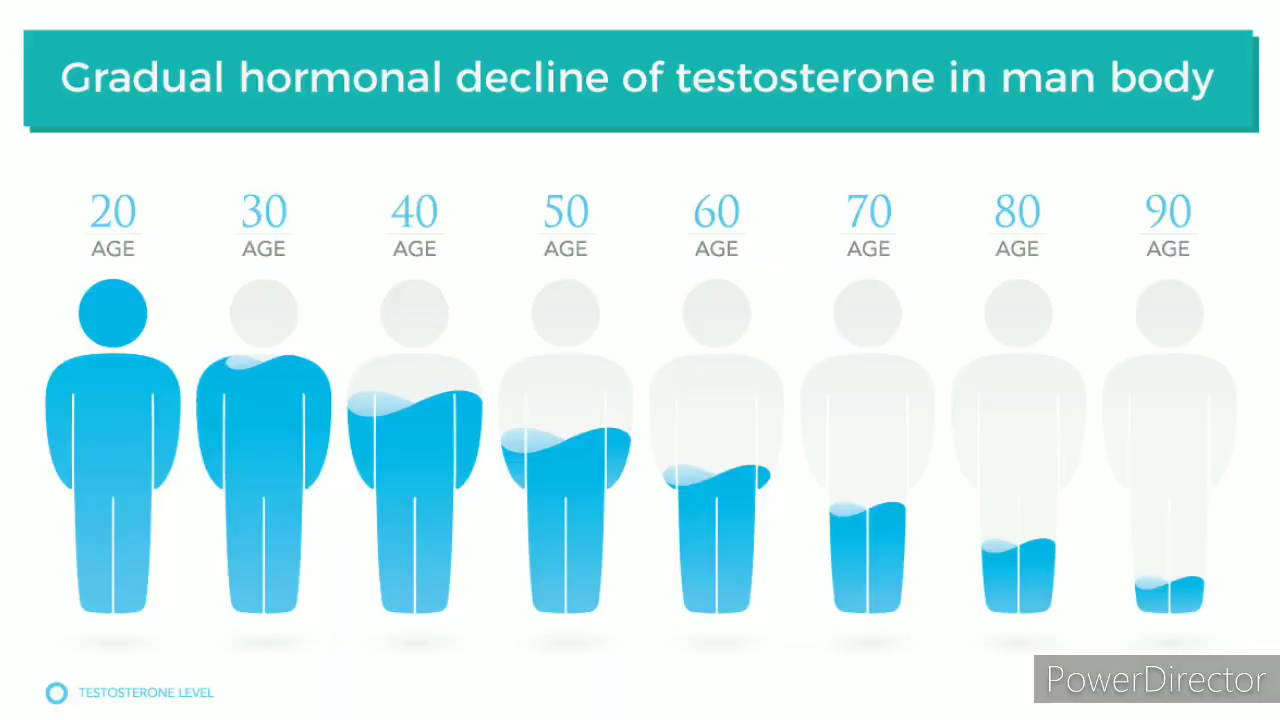 Gradual hormonal decline of testosterone in man body
20 30 40 50 60 70 80 90
AGE AGE AGE AGE AGE AGE AGE AGE
TESTOSTERONE LEVEL
PowerDirector